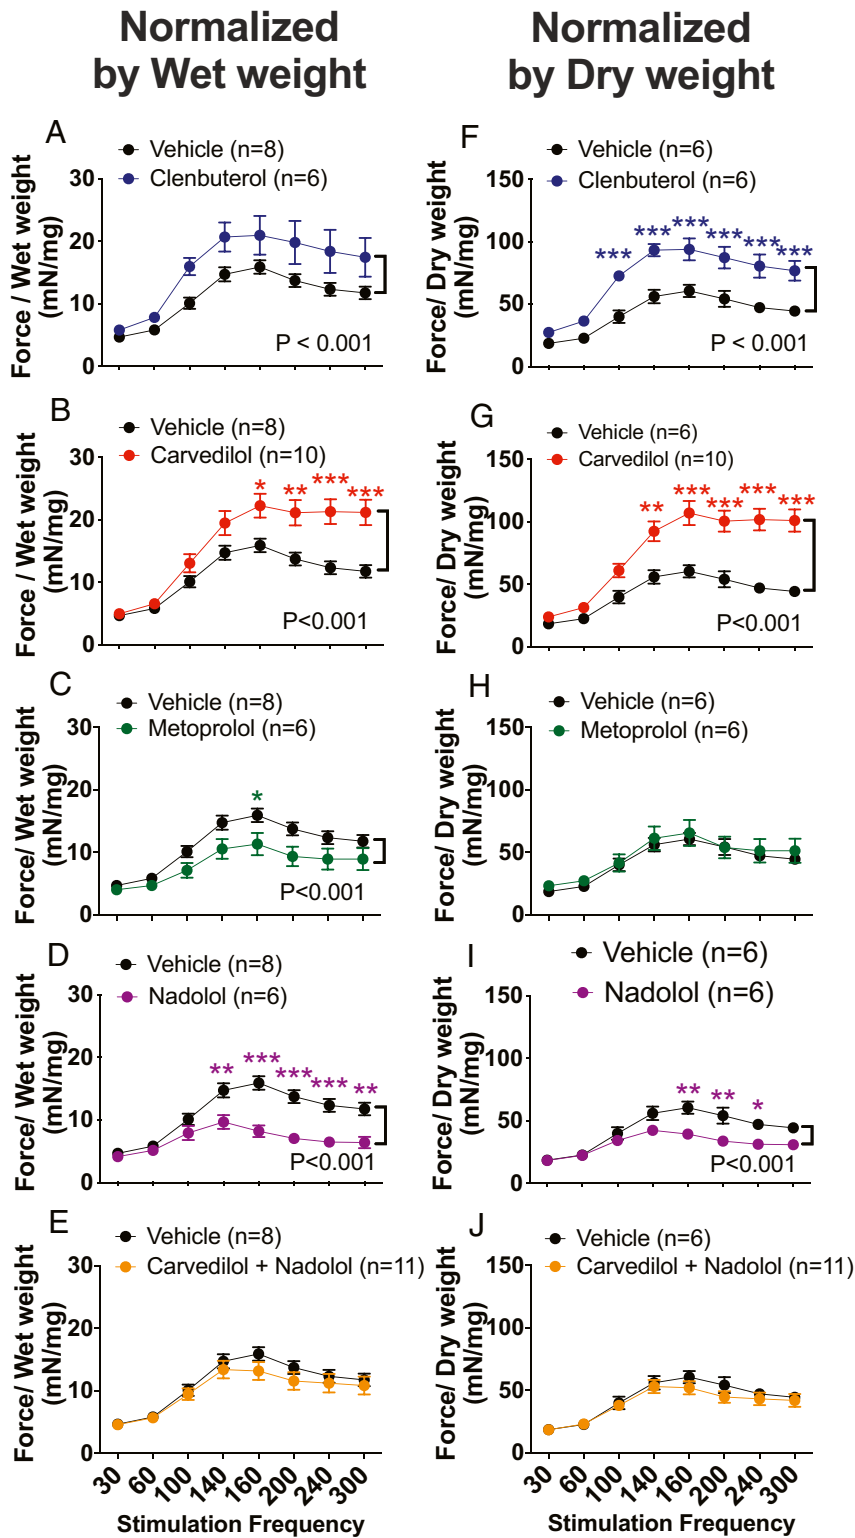 Normalized
by Wet weight
Normalized
by Dry weight
A
Vehicle (n=8)
Clenbuterol (n=6)
Force / Wet weight
(mN/mg)
30
20
10
0
P < 0.001
F
Vehicle (n=6)
Clenbuterol (n=6)
Force/ Dry weight
(mN/mg)
150
100
50
0
***
***
***
***
***
***
P < 0.001
B
Vehicle (n=8)
Carvedilol (n=10)
Force / Wet weight
(mN/mg)
30
20
10
0
*
**
***
***
P<0.001
G
Vehicle (n=6)
Carvedilol (n=10)
Force/ Dry weight
(mN/mg)
150
100
50
0
**
***
***
***
***
P<0.001
C
Vehicle (n=8)
Metoprolol (n=6)
Force/ Wet weight
(mN/mg)
30
20
10
0
*
P<0.001
H
Vehicle (n=6)
Metoprolol (n=6)
Force/ Dry weight
(mN/mg)
150
100
50
0
D
Vehicle (n=8)
Nadolol (n=6)
Force/ Wet weight
(mN/mg)
30
20
10
0
**
***
***
***
**
P<0.001
I
Vehicle (n=6)
Nadolol (n=6)
Force/ Dry weight
(mN/mg)
150
100
50
0
**
**
*
P<0.001
E
Vehicle (n=8)
Carvedilol + Nadolol (n=11)
Force/ Wet weight
(mN/mg)
30
20
10
0
30
60
100
140
160
200
240
300
Stimulation Frequency
J
Vehicle (n=6)
Carvedilol + Nadolol (n=11)
Force/ Dry weight
(mN/mg)
150
100
50
0
30
60
100
140
160
200
240
300
Stimulation Frequency